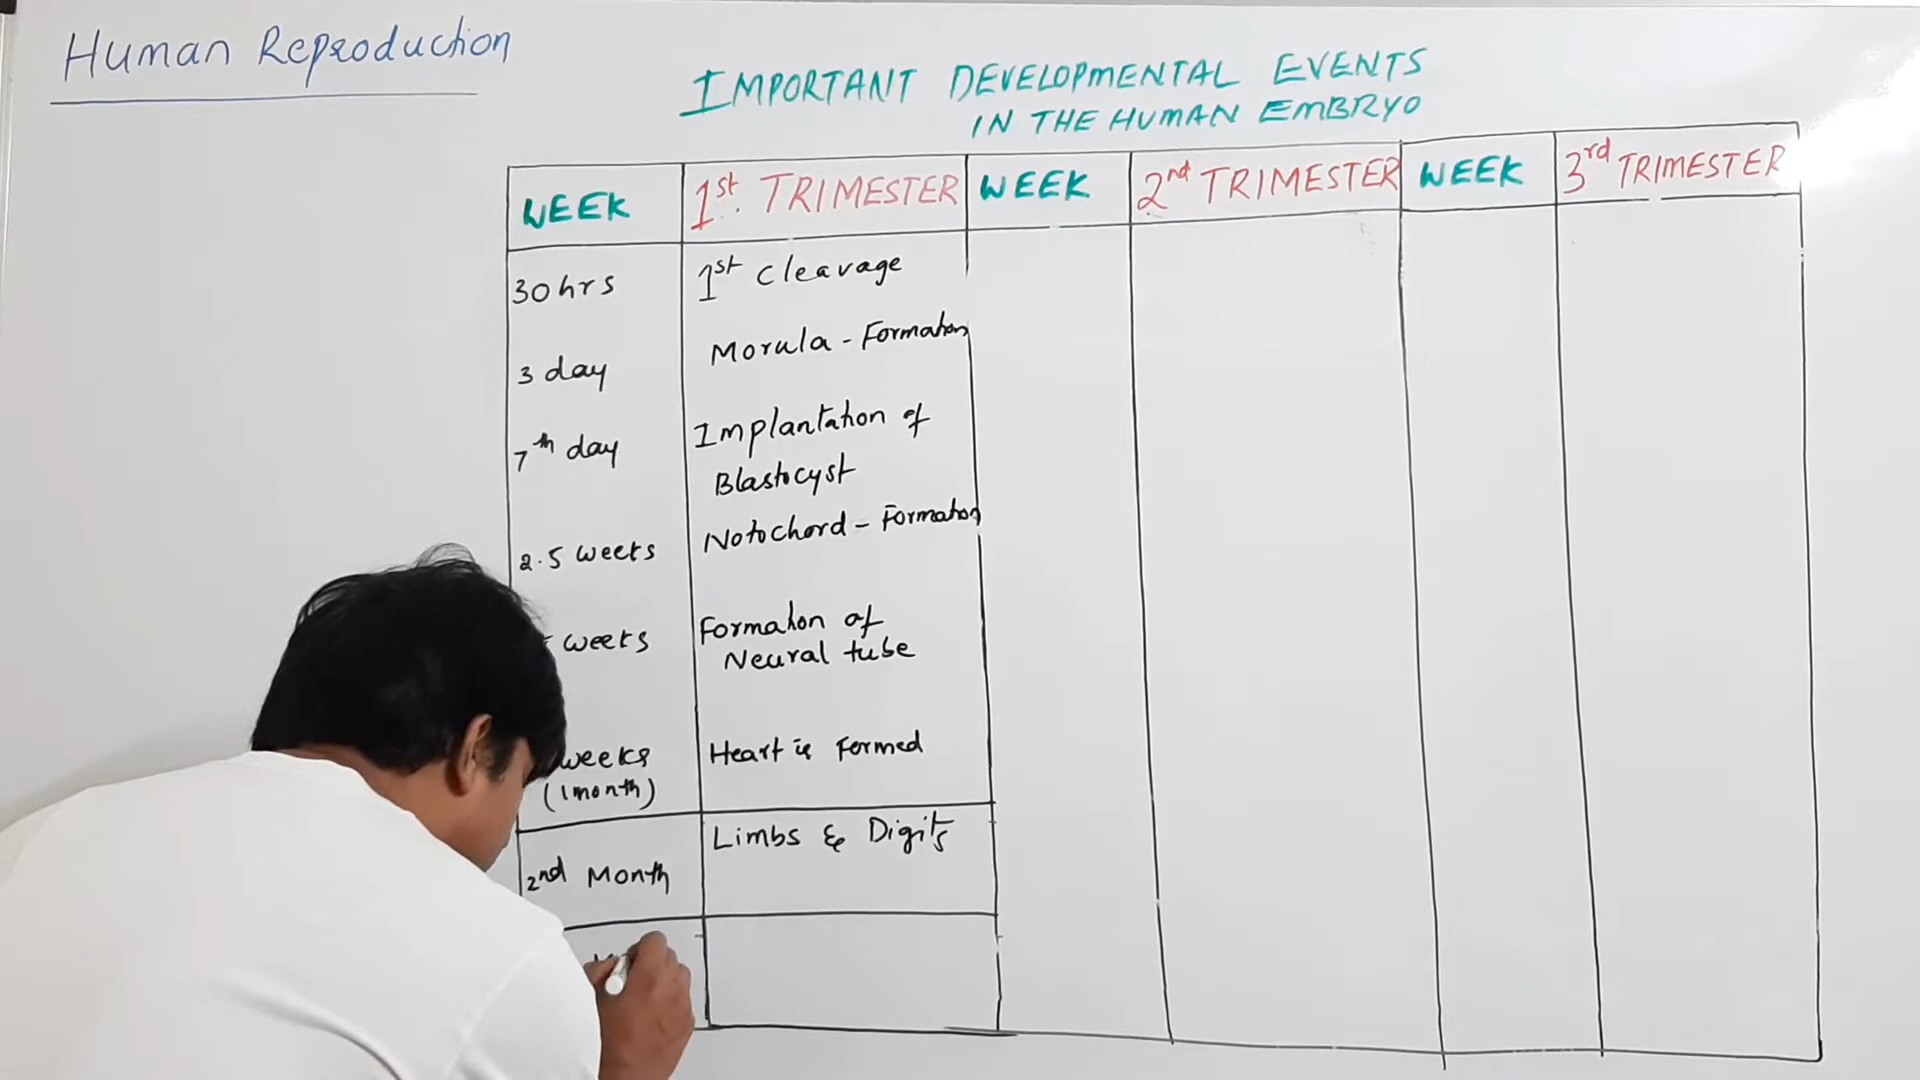 Human Reproduction
IMPORTANT DEVELOPMENTAL EVENTS
IN THE HUMAN EMBRYO
WEEK 1st. TRIMESTER WEEK 2nd TRIMESTER WEEK 3rd TRIMESTER
30 hrs 1st Cleavage
3 day Morula - Formation
7th day Implantation of
Blastocyst
2.5 weeks Notochord - Formation
weeks Formation of
Neural tube
weeks Heart is Formed
(1 month)
2nd Month Limbs & Digits